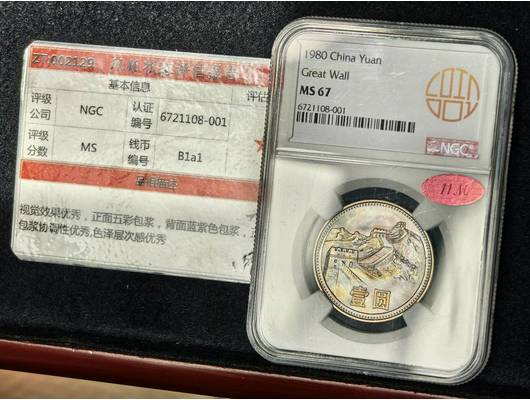 ZT:002129
基本信息
评级公司 NGC 认证编号 6721108-001
评级分数 MS 钱币编号 B1a1
视觉效果优秀，正面五彩包浆，背面蓝紫色包浆，
包浆协调性优秀,色泽层次感优秀
1980 China Yuan
Great Wall
MS 67
6721108-001
NGC
壹圆